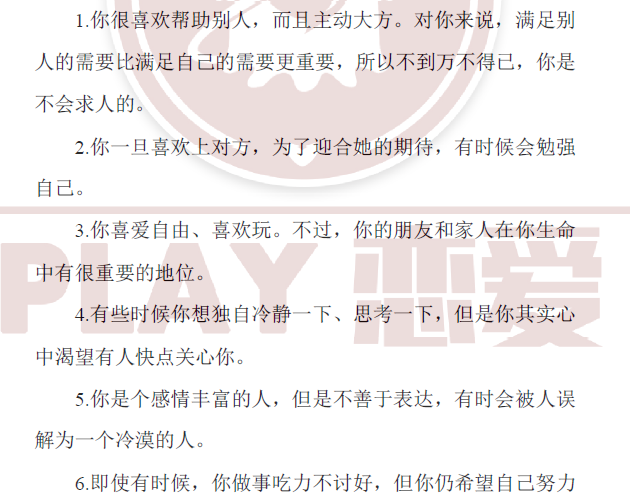 1.你很喜欢帮助别人，而且主动大方。对你来说，满足别
人的需要比满足自己的需要更重要，所以不到万不得已，你是
不会求人的。
2.你一旦喜欢上对方，为了迎合她的期待，有时候会勉强
自己。
3.你喜爱自由、喜欢玩。不过，你的朋友和家人在你生命
中有很重要的地位。
PLAY 恋爱
4.有些时候你想独自冷静一下、思考一下，但是你其实心
中渴望有人快点关心你。
5.你是个感情丰富的人，但是不善于表达，有时会被人误
解为一个冷漠的人。
6.即使有时候，你做事吃力不讨好，但你仍希望自己努力